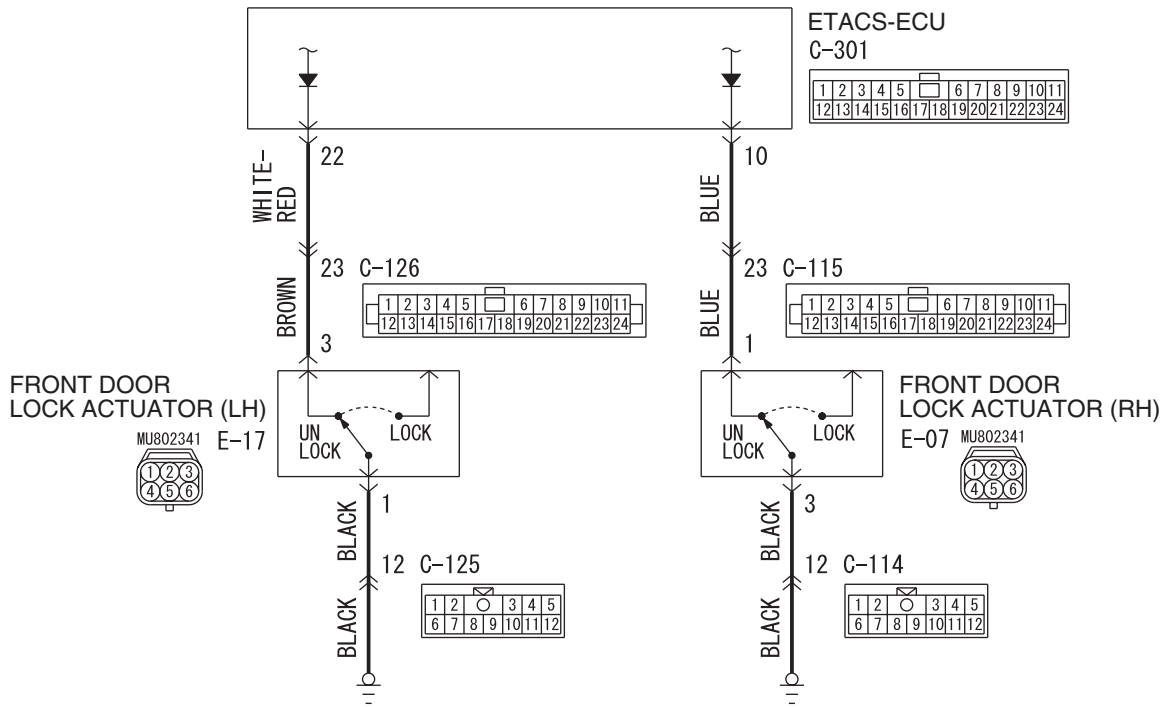 ETACS-ECU
C-301
1 2 3 4 5 6 7 8 9 10 11
12 13 14 15 16 17 18 19 20 21 22 23 24
22
10
WHITE-
RED
BLUE
23 C-126
1 2 3 4 5 6 7 8 9 10 11
12 13 14 15 16 17 18 19 20 21 22 23 24
23 C-115
1 2 3 4 5 6 7 8 9 10 11
12 13 14 15 16 17 18 19 20 21 22 23 24
BROWN
BLUE
3
1
FRONT DOOR
LOCK ACTUATOR (LH)
MU802341 E-17
1 2 3
4 5 6
UN
LOCK
LOCK
UN
LOCK
LOCK
FRONT DOOR
LOCK ACTUATOR (RH)
E-07 MU802341
1 2 3
4 5 6
1
3
BLACK
BLACK
12 C-125
1 2 3 4 5
6 7 8 9 10 11 12
12 C-114
1 2 3 4 5
6 7 8 9 10 11 12
BLACK
BLACK